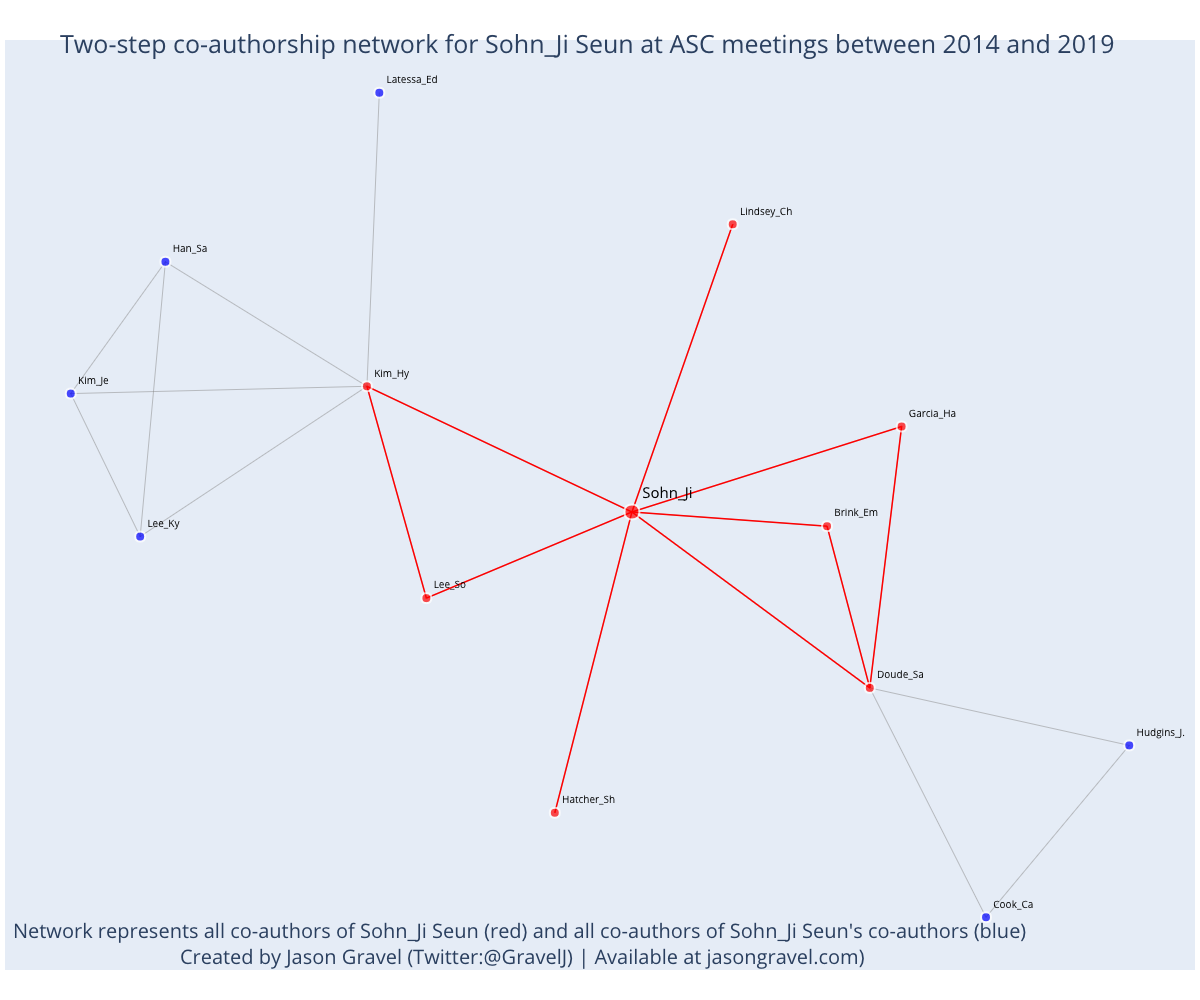 Two-step co-authorship network for Sohn_Ji Seun at ASC meetings between 2014 and 2019
Latessa_Ed
Lindsey_Ch
Han_Sa
Kim_Hy
Kim_Je
Garcia_Ha
Sohn_Ji
Brink_Em
Lee_Ky
Lee_So
Doude_Sa
Hudgins_J.
Hatcher_Sh
Cook_Ca
Network represents all co-authors of Sohn_Ji Seun (red) and all co-authors of Sohn_Ji Seun's co-authors (blue)
Created by Jason Gravel (Twitter:@GravelJ) | Available at jasongravel.com)